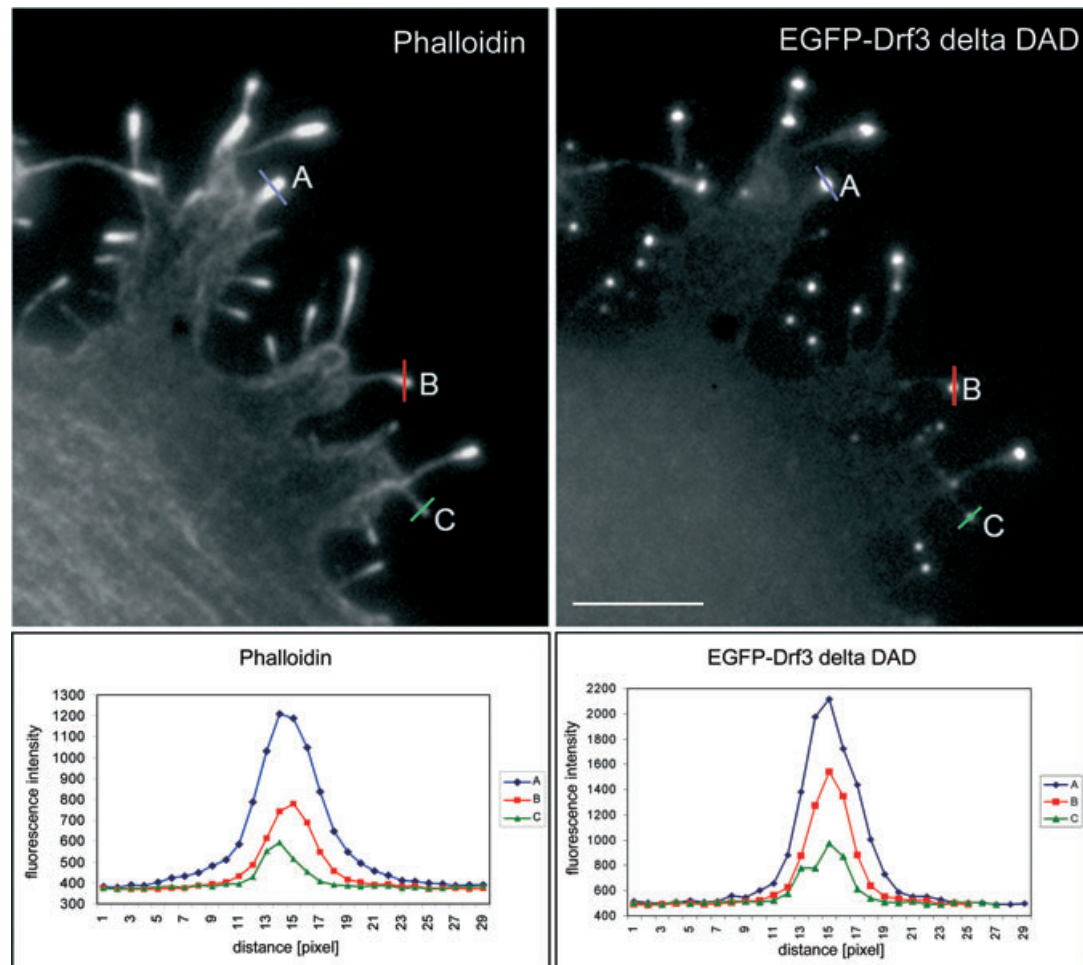 Phalloidin
A
B
C
EGFP-Drf3 delta DAD
A
B
C
Phalloidin
fluorescence intensity
1300
1200
1100
1000
900
800
700
600
500
400
300
1 3 5 7 9 11 13 15 17 19 21 23 25 27 29
distance [pixel]
A
B
C
EGFP-Drf3 delta DAD
fluorescence intensity
2200
2000
1800
1600
1400
1200
1000
800
600
400
1 3 5 7 9 11 13 15 17 19 21 23 25 27 29
distance [pixel]
A
B
C